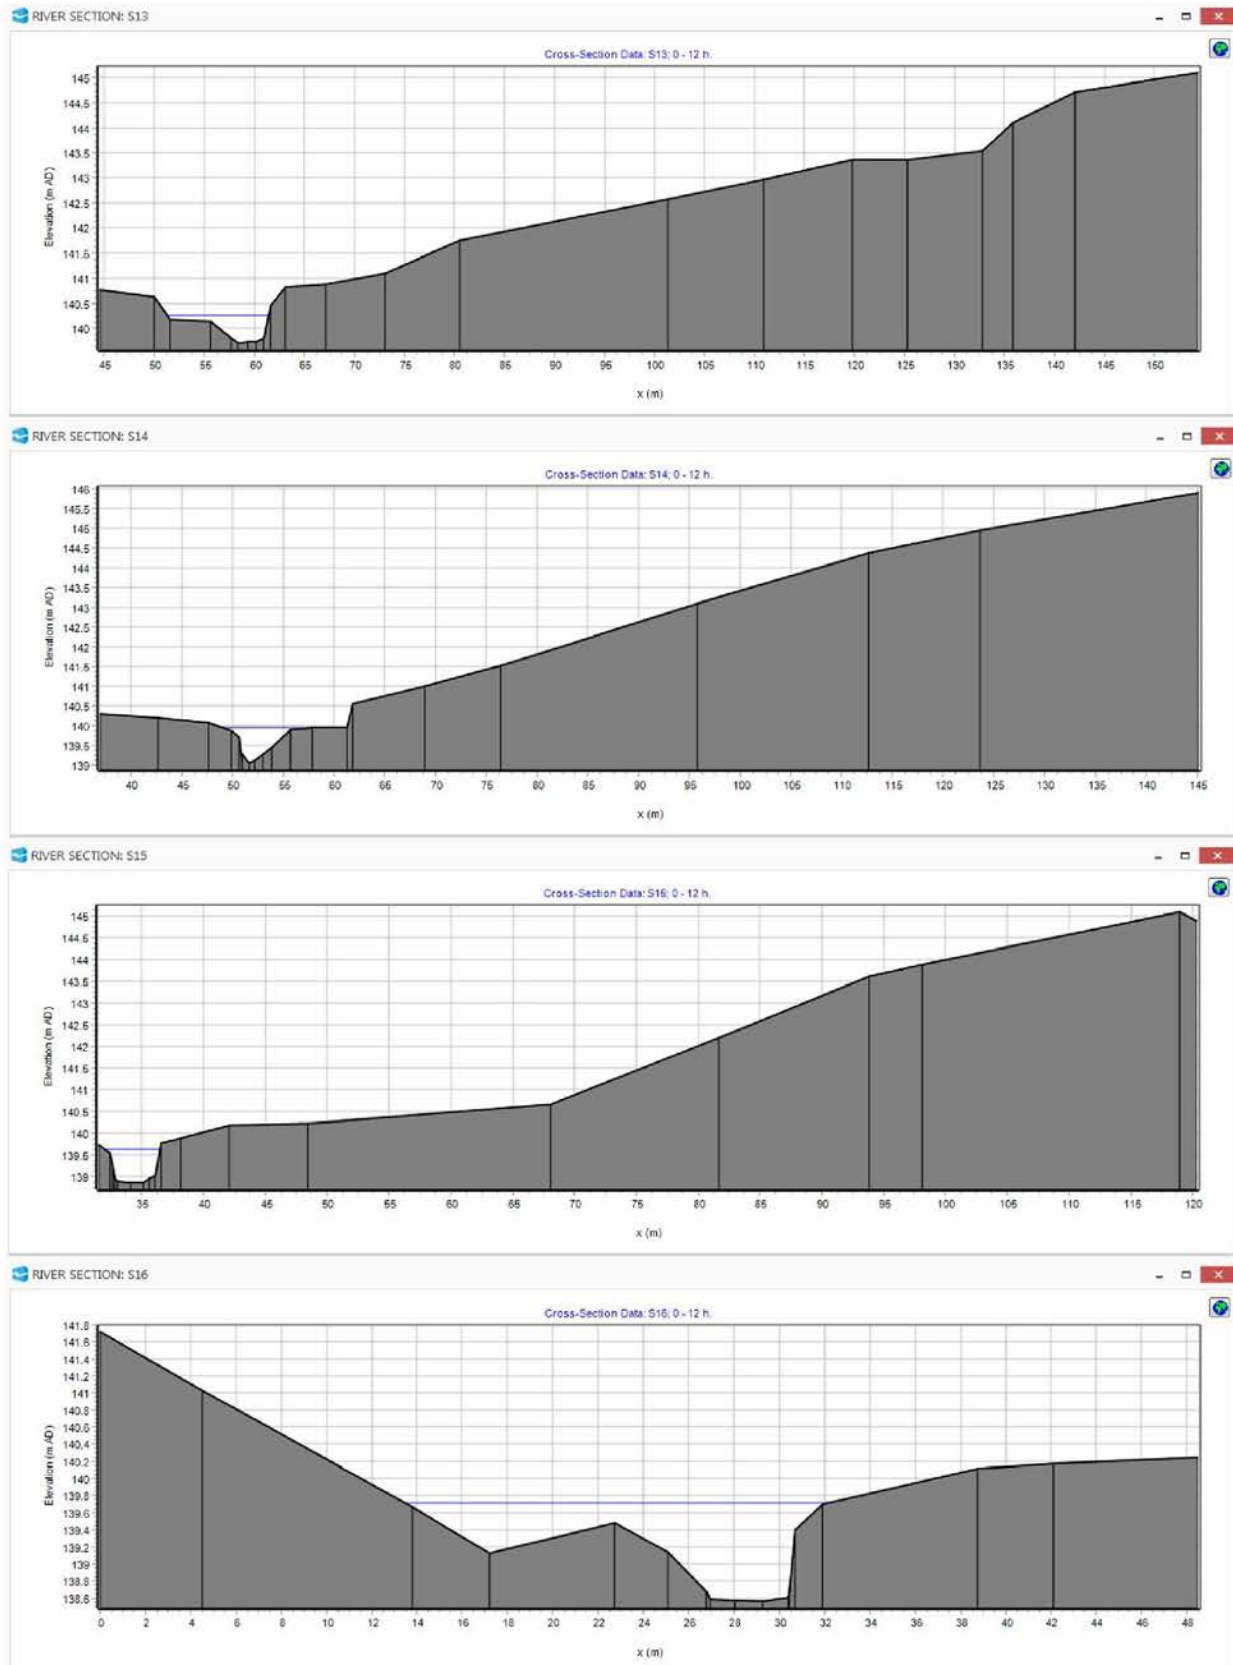 RIVER SECTION: S13
Cross-Section Data: S13; 0 - 12 h.
Elevation (m AD)
145
144.5
144
143.5
143
142.5
142
141.5
141
140.5
140
45 50 55 60 65 70 75 80 85 90 95 100 105 110 115 120 125 130 135 140 145 150
x (m)
RIVER SECTION: S14
Cross-Section Data: S14; 0 - 12 h.
Elevation (m AD)
146
145.5
145
144.5
144
143.5
143
142.5
142
141.5
141
140.5
140
139.5
139
40 45 50 55 60 65 70 75 80 85 90 95 100 105 110 115 120 125 130 135 140 145
x (m)
RIVER SECTION: S15
Cross-Section Data: S15; 0 - 12 h.
Elevation (m AD)
145
144.5
144
143.5
143
142.5
142
141.5
141
140.5
140
139.5
139
35 40 45 50 55 60 65 70 75 80 85 90 95 100 105 110 115 120
x (m)
RIVER SECTION: S16
Cross-Section Data: S16; 0 - 12 h.
Elevation (m AD)
141.8
141.6
141.4
141.2
141
140.8
140.6
140.4
140.2
140
139.8
139.6
139.4
139.2
139
138.8
138.6
0 2 4 6 8 10 12 14 16 18 20 22 24 26 28 30 32 34 36 38 40 42 44 46 48
x (m)